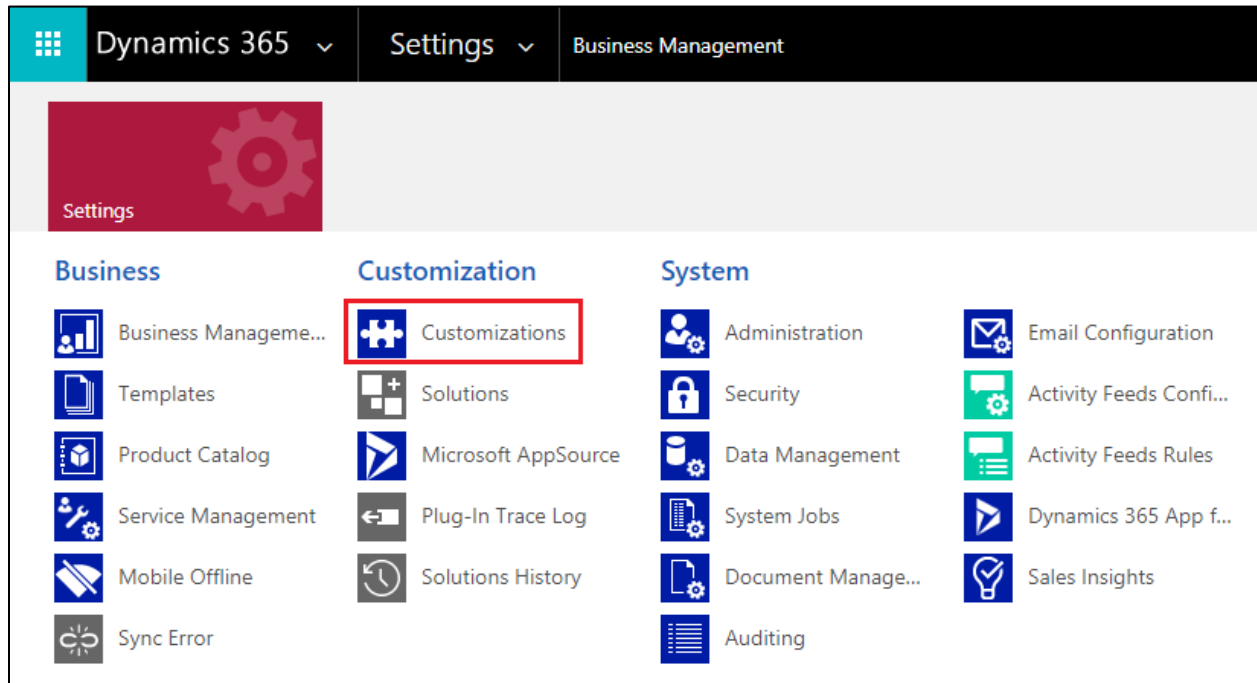 Dynamics 365
Settings
Business Management
Settings
Business
Business Manageme...
Templates
Product Catalog
Service Management
Mobile Offline
Sync Error
Customization
Customizations
Solutions
Microsoft AppSource
Plug-In Trace Log
Solutions History
System
Administration
Security
Data Management
System Jobs
Document Manage...
Auditing
Email Configuration
Activity Feeds Confi...
Activity Feeds Rules
Dynamics 365 App f...
Sales Insights